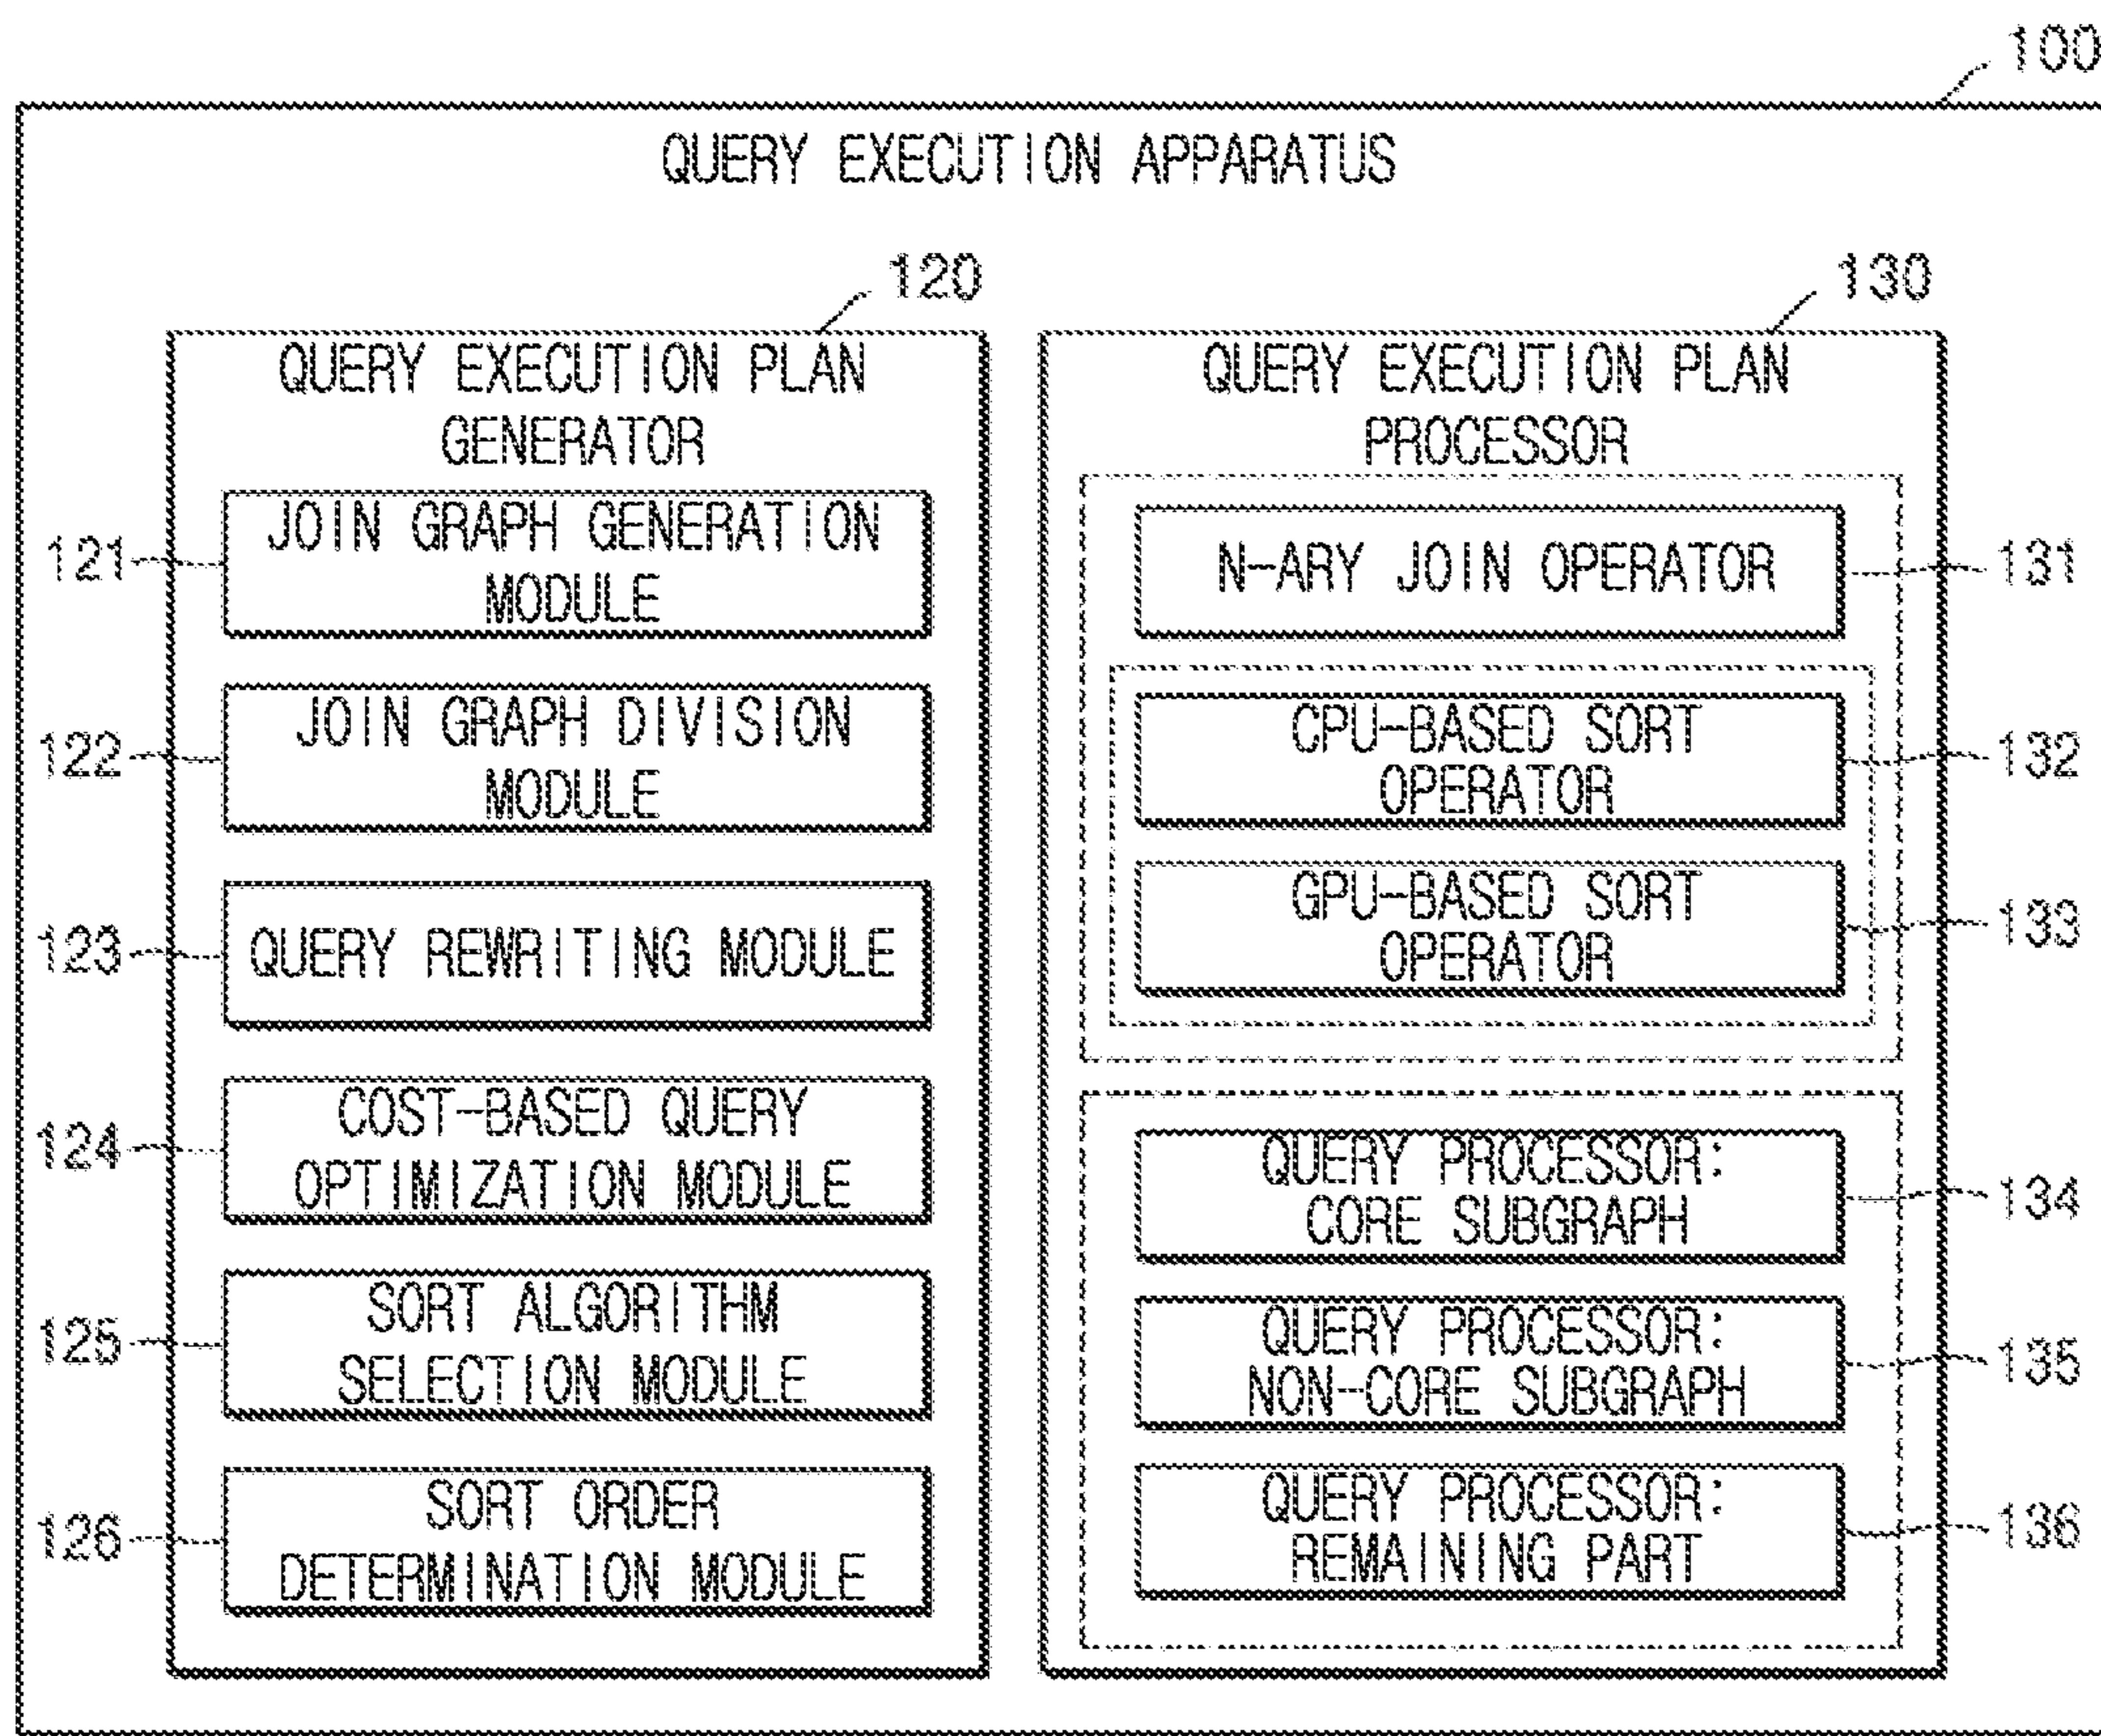 100
QUERY EXECUTION APPARATUS
120
QUERY EXECUTION PLAN
GENERATOR
121
JOIN GRAPH GENERATION
MODULE
122
JOIN GRAPH DIVISION
MODULE
123
QUERY REWRITING MODULE
124
COST-BASED QUERY
OPTIMIZATION MODULE
125
SORT ALGORITHM
SELECTION MODULE
126
SORT ORDER
DETERMINATION MODULE
130
QUERY EXECUTION PLAN
PROCESSOR
N-ARY JOIN OPERATOR
131
CPU-BASED SORT
OPERATOR
132
GPU-BASED SORT
OPERATOR
133
QUERY PROCESSOR:
CORE SUBGRAPH
134
QUERY PROCESSOR:
NON-CORE SUBGRAPH
135
QUERY PROCESSOR:
REMAINING PART
136